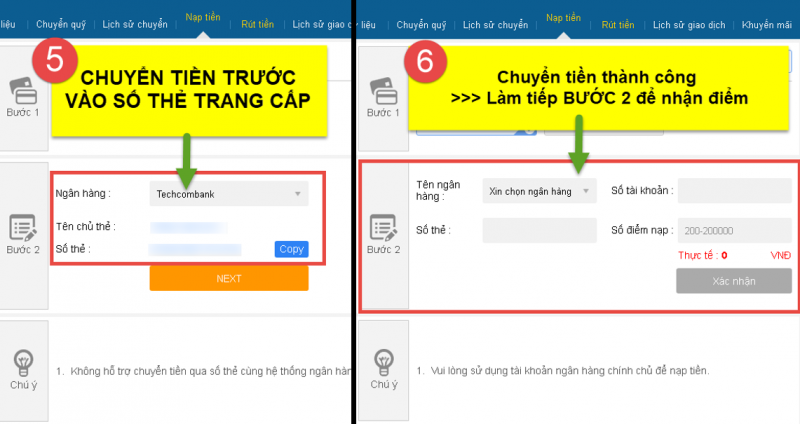 liệu Chuyển quỹ Lịch sử chuyển Nạp tiền Rút tiền Lịch sử giao dịch
5
CHUYỂN TIỀN TRƯỚC
VÀO SỐ THẺ TRANG CẤP
Bước 1
Ngân hàng : Techcombank
Tên chủ thẻ :
Số thẻ : Copy
Bước 2
NEXT
Chú ý
1. Không hỗ trợ chuyển tiền qua số thẻ cùng hệ thống ngân hàn
liệu Chuyển quỹ Lịch sử chuyển Nạp tiền Rút tiền Lịch sử giao dịch Khuyến mãi
6
Chuyển tiền thành công
>>> Làm tiếp BƯỚC 2 để nhận điểm
Bước 1
Tên ngân hàng : Xin chọn ngân hàng Số tài khoản :
Số thẻ : Số điểm nạp : 200-200000
Bước 2
Thực tế : 0 VNĐ
Xác nhận
Chú ý
1. Vui lòng sử dụng tài khoản ngân hàng chính chủ để nạp tiền.